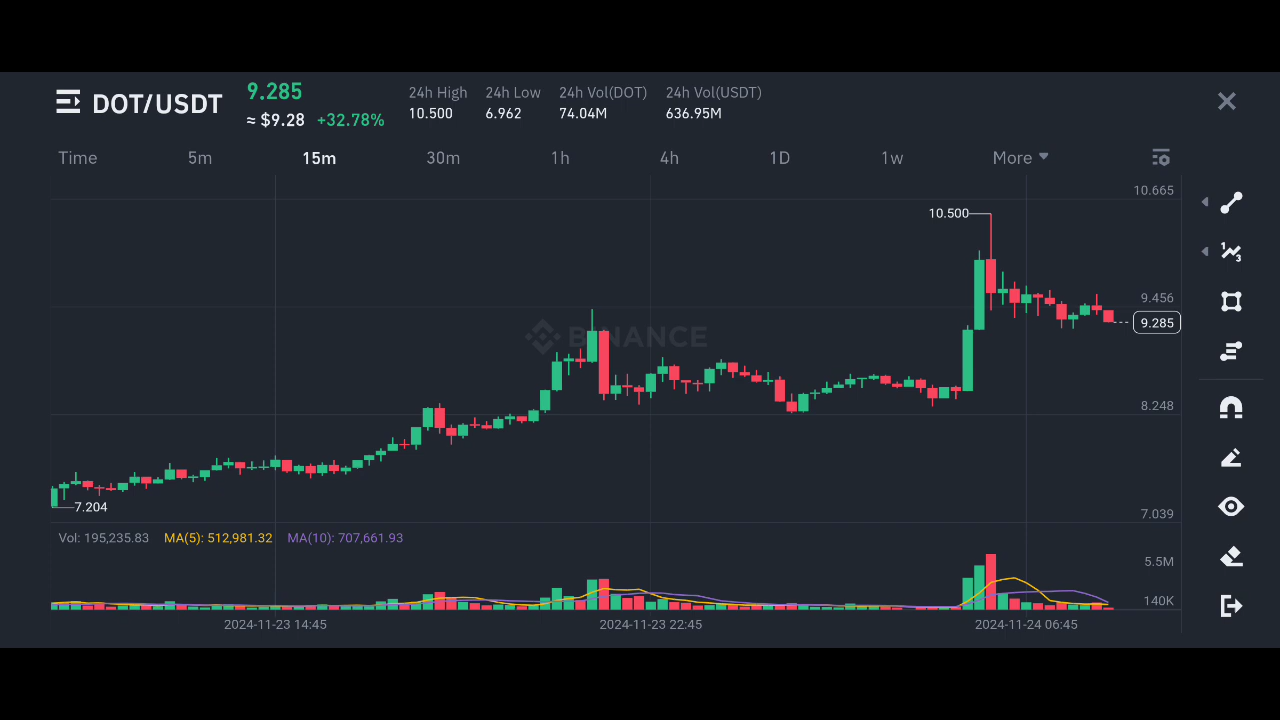 DOT/USDT
9.285
≈ $9.28 +32.78%
24h High 24h Low 24h Vol(DOT) 24h Vol(USDT)
10.500 6.962 74.04M 636.95M
Time 5m 15m 30m 1h 4h 1D 1w More
10.665
10.500
9.456
9.285
BINANCE
8.248
7.204
7.039
Vol: 195,235.83 MA(5): 512,981.32 MA(10): 707,661.93
5.5M
140K
2024-11-23 14:45 2024-11-23 22:45 2024-11-24 06:45
1
3